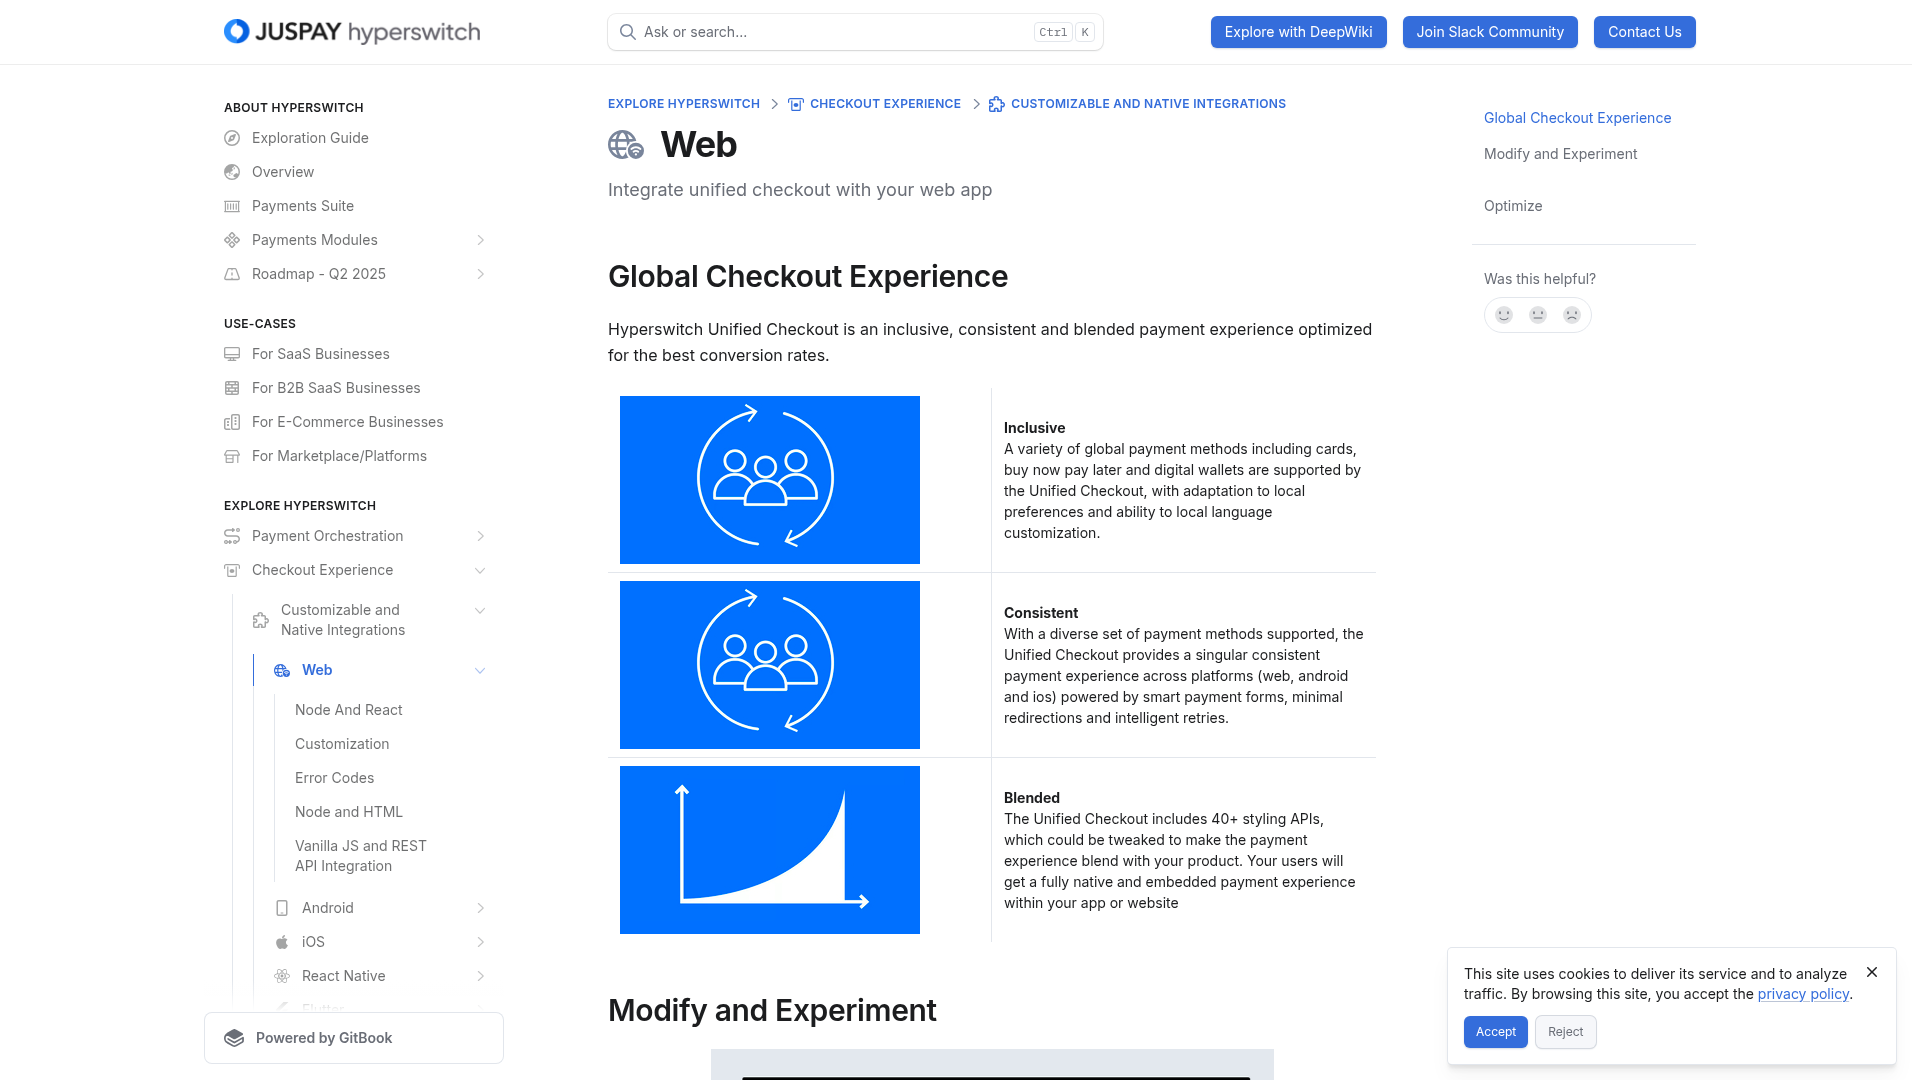 JUSPAY hyperswitch
Ask or search...
Ctrl K
Explore with DeepWiki
Join Slack Community
Contact Us
ABOUT HYPERSWITCH
Exploration Guide
Overview
Payments Suite
Payments Modules
Roadmap - Q2 2025
USE-CASES
For SaaS Businesses
For B2B SaaS Businesses
For E-Commerce Businesses
For Marketplace/Platforms
EXPLORE HYPERSWITCH
Payment Orchestration
Checkout Experience
Customizable and
Native Integrations
Web
Node And React
Customization
Error Codes
Node and HTML
Vanilla JS and REST
API Integration
Android
iOS
React Native
Flutter
Powered by GitBook
EXPLORE HYPERSWITCH
CHECKOUT EXPERIENCE
CUSTOMIZABLE AND NATIVE INTEGRATIONS
Web
Integrate unified checkout with your web app
Global Checkout Experience
Hyperswitch Unified Checkout is an inclusive, consistent and blended payment experience optimized
for the best conversion rates.
Inclusive
A variety of global payment methods including cards,
buy now pay later and digital wallets are supported by
the Unified Checkout, with adaptation to local
preferences and ability to local language
customization.
Consistent
With a diverse set of payment methods supported, the
Unified Checkout provides a singular consistent
payment experience across platforms (web, android
and ios) powered by smart payment forms, minimal
redirections and intelligent retries.
Blended
The Unified Checkout includes 40+ styling APIs,
which could be tweaked to make the payment
experience blend with your product. Your users will
get a fully native and embedded payment experience
within your app or website
Modify and Experiment
Global Checkout Experience
Modify and Experiment
Optimize
Was this helpful?
This site uses cookies to deliver its service and to analyze
traffic. By browsing this site, you accept the privacy policy.
Accept
Reject